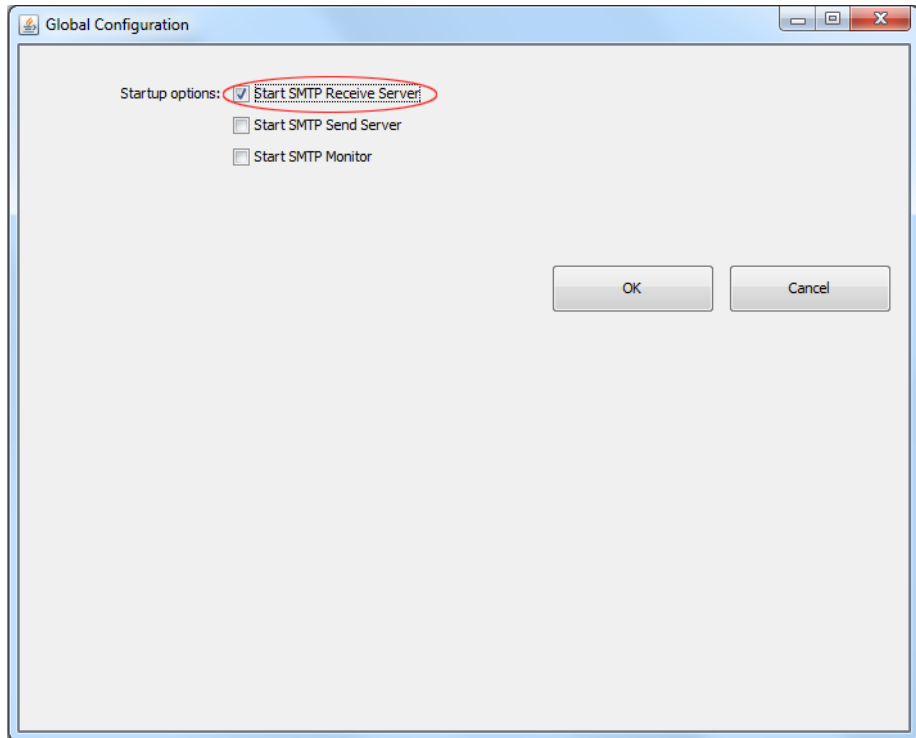 Global Configuration
Startup options: Start SMTP Receive Server
Start SMTP Send Server
Start SMTP Monitor
OK Cancel